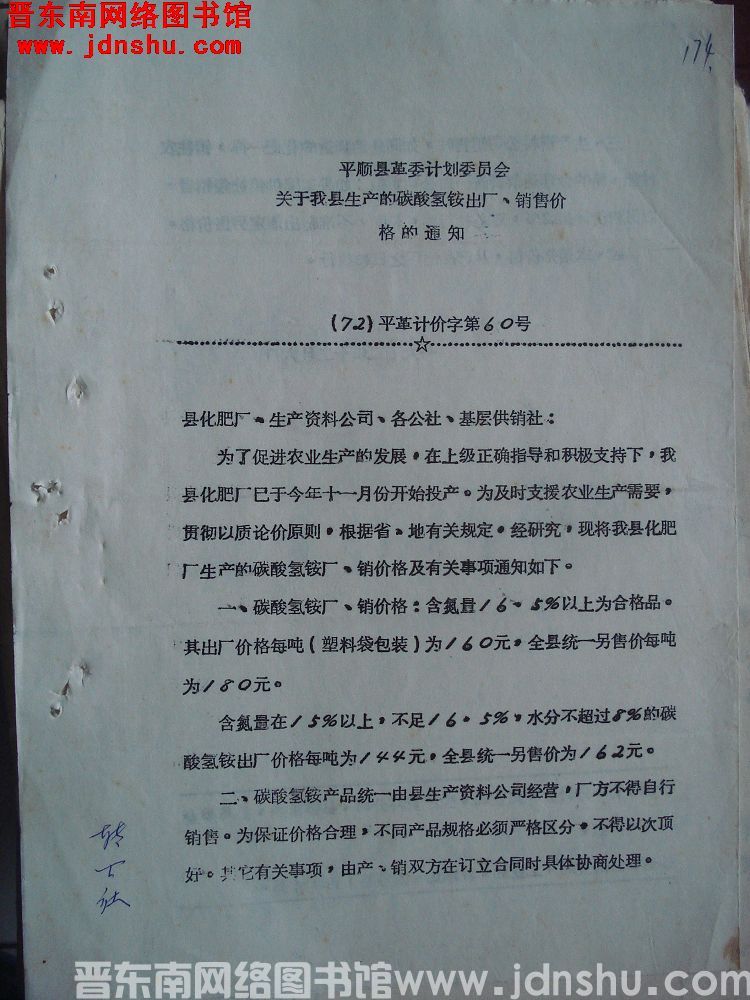 晋东南网络图书馆
www.jdnshu.com
174.
平顺县革委计划委员会
关于我县生产的碳酸氢铵出厂、销售价
格的通知
(72)平革计价字第60号
县化肥厂、生产资料公司、各公社、基层供销社：
为了促进农业生产的发展，在上级正确指导和积极支持下，我
县化肥厂已于今年十一月份开始投产。为及时支援农业生产需要，
贯彻以质论价原则，根据省、地有关规定。经研究，现将我县化肥
厂生产的碳酸氢铵厂、销价格及有关事项通知如下。
一、碳酸氢铵厂、销价格：含氮量16.5%以上为合格品。
其出厂价格每吨(塑料袋包装)为160元，全县统一另售价每吨
为180元。
含氮量在15%以上，不足16.5%，水分不超过8%的碳
酸氢铵出厂价格每吨为144元，全县统一另售价为162元。
二、碳酸氢铵产品统一由县生产资料公司经营，厂方不得自行
销售。为保证价格合理，不同产品规格必须严格区分。不得以次顶
好。其它有关事项，由产、销双方在订立合同时具体协商处理。
晋东南网络图书馆www.jdnshu.com